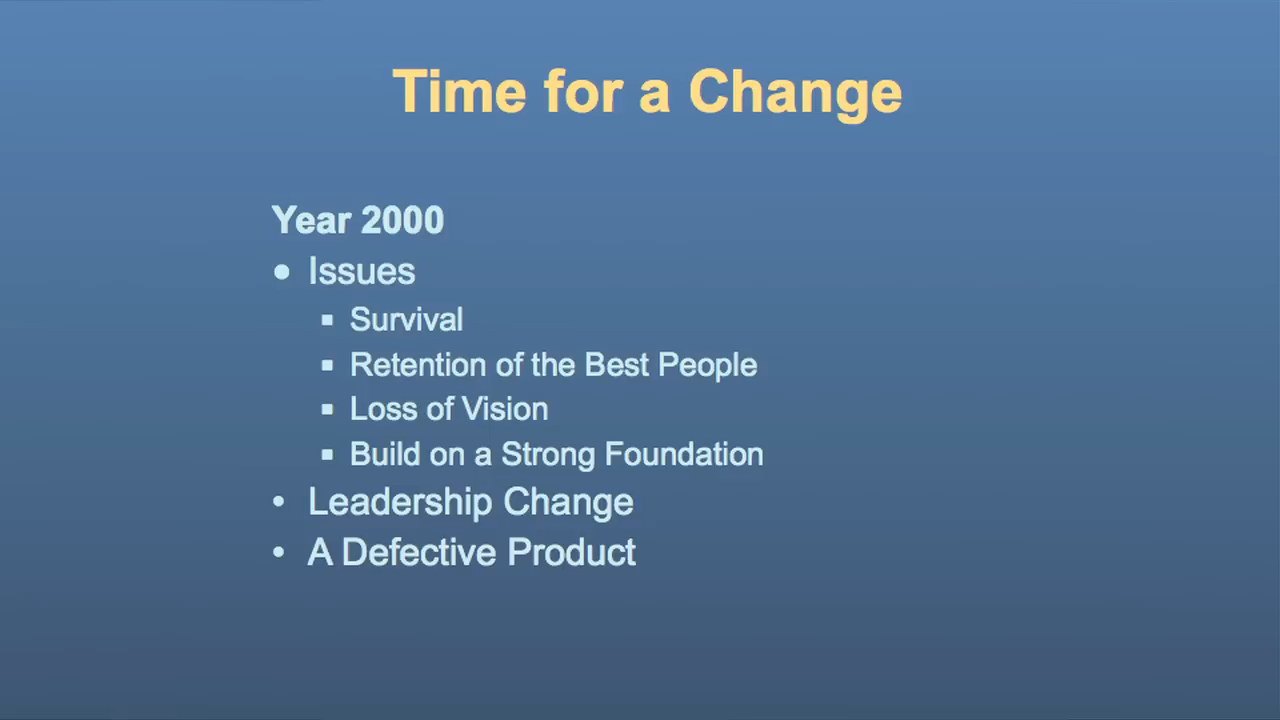 Time for a Change
Year 2000
● Issues
▪ Survival
▪ Retention of the Best People
▪ Loss of Vision
▪ Build on a Strong Foundation
• Leadership Change
• A Defective Product